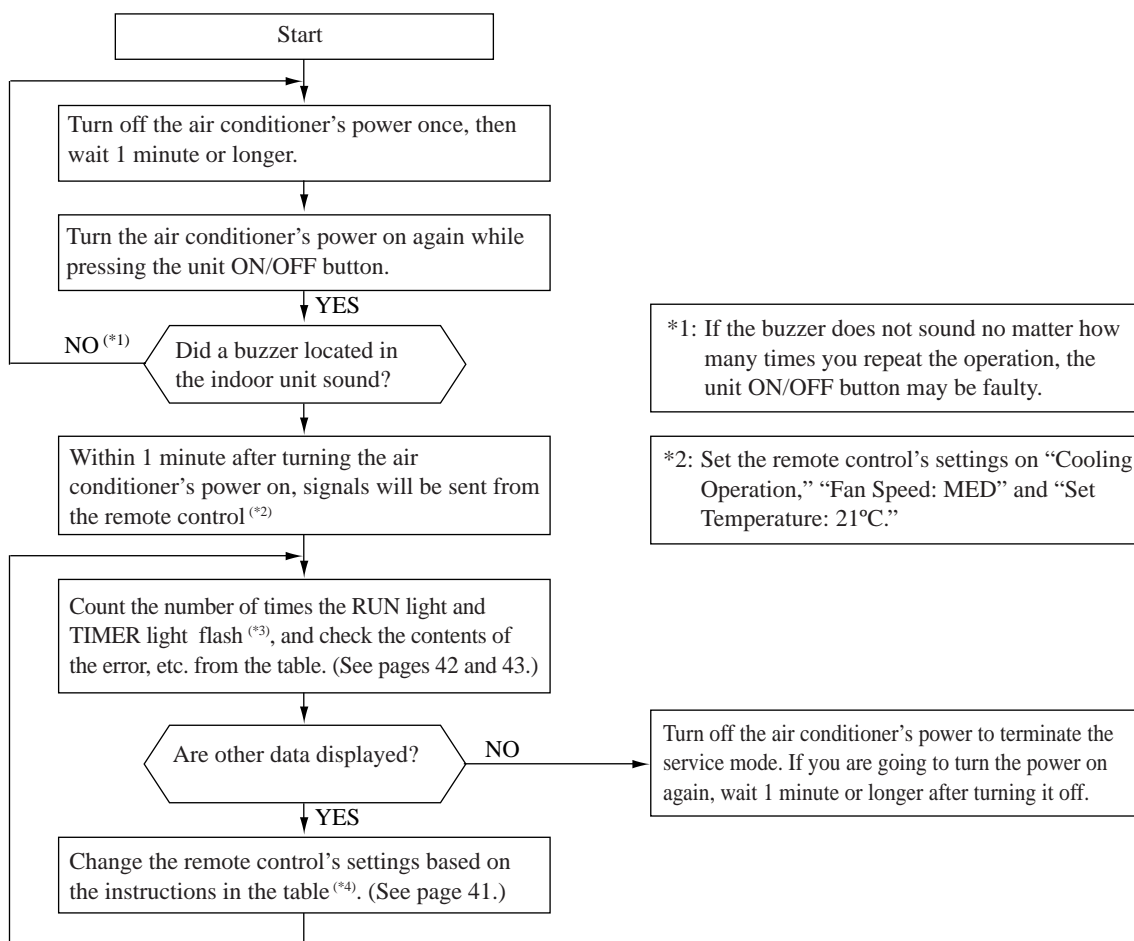 Start
Turn off the air conditioner's power once, then
wait 1 minute or longer.
Turn the air conditioner's power on again while
pressing the unit ON/OFF button.
YES
NO (*1)
Did a buzzer located in
the indoor unit sound?
*1: If the buzzer does not sound no matter how
many times you repeat the operation, the
unit ON/OFF button may be faulty.
Within 1 minute after turning the air
conditioner's power on, signals will be sent from
the remote control (*2)
*2: Set the remote control's settings on “Cooling
Operation,” “Fan Speed: MED” and “Set
Temperature: 21ºC.”
Count the number of times the RUN light and
TIMER light flash (*3), and check the contents of
the error, etc. from the table. (See pages 42 and 43.)
Are other data displayed?
NO
Turn off the air conditioner's power to terminate the
service mode. If you are going to turn the power on
again, wait 1 minute or longer after turning it off.
YES
Change the remote control's settings based on
the instructions in the table (*4). (See page 41.)